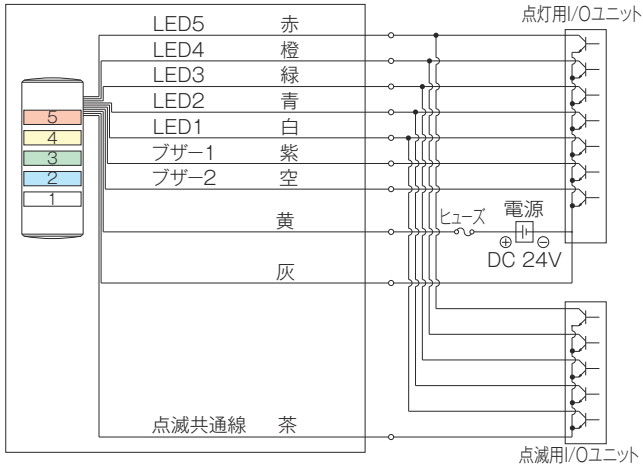 点灯用I/Oユニット
LED5 赤
LED4 橙
LED3 緑
LED2 青
LED1 白
ブザー1 紫
ブザー2 空
5
4
3
2
1
黄
ヒューズ
電源
⊕ ⊖
DC 24V
灰
点滅共通線 茶
点滅用I/Oユニット